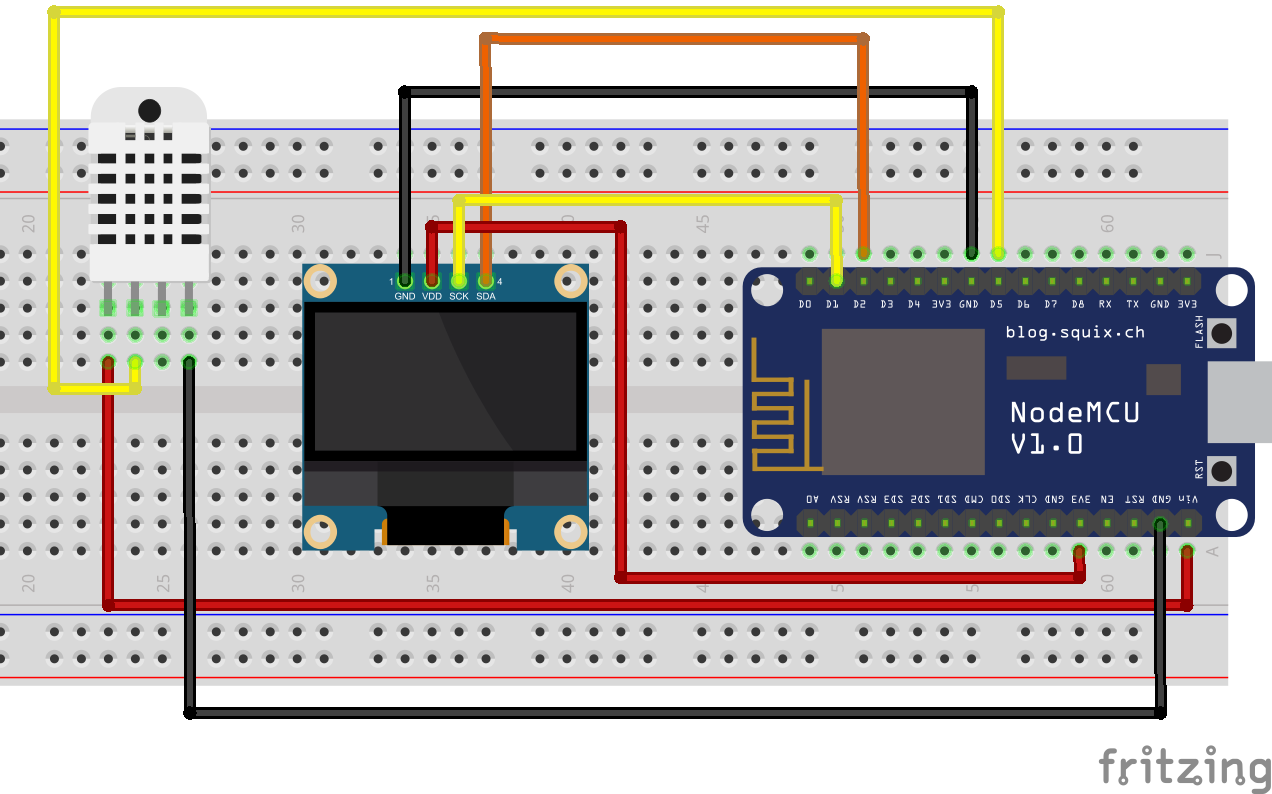 20
30
45
60
J
1
4
GND VDD SCK SDA
D0 D1 D2 D3 D4 3V3 GND D5 D6 D7 D8 RX TX GND 3V3
FLASH
blog.squix.ch
NodeMCU
V1.0
RST
A0 RSV RSV SD3 SD2 SD1 CMD SD0 CLK GND 3V3 EN RST GND Vin
A
20
25
30
35
40
60
fritzing